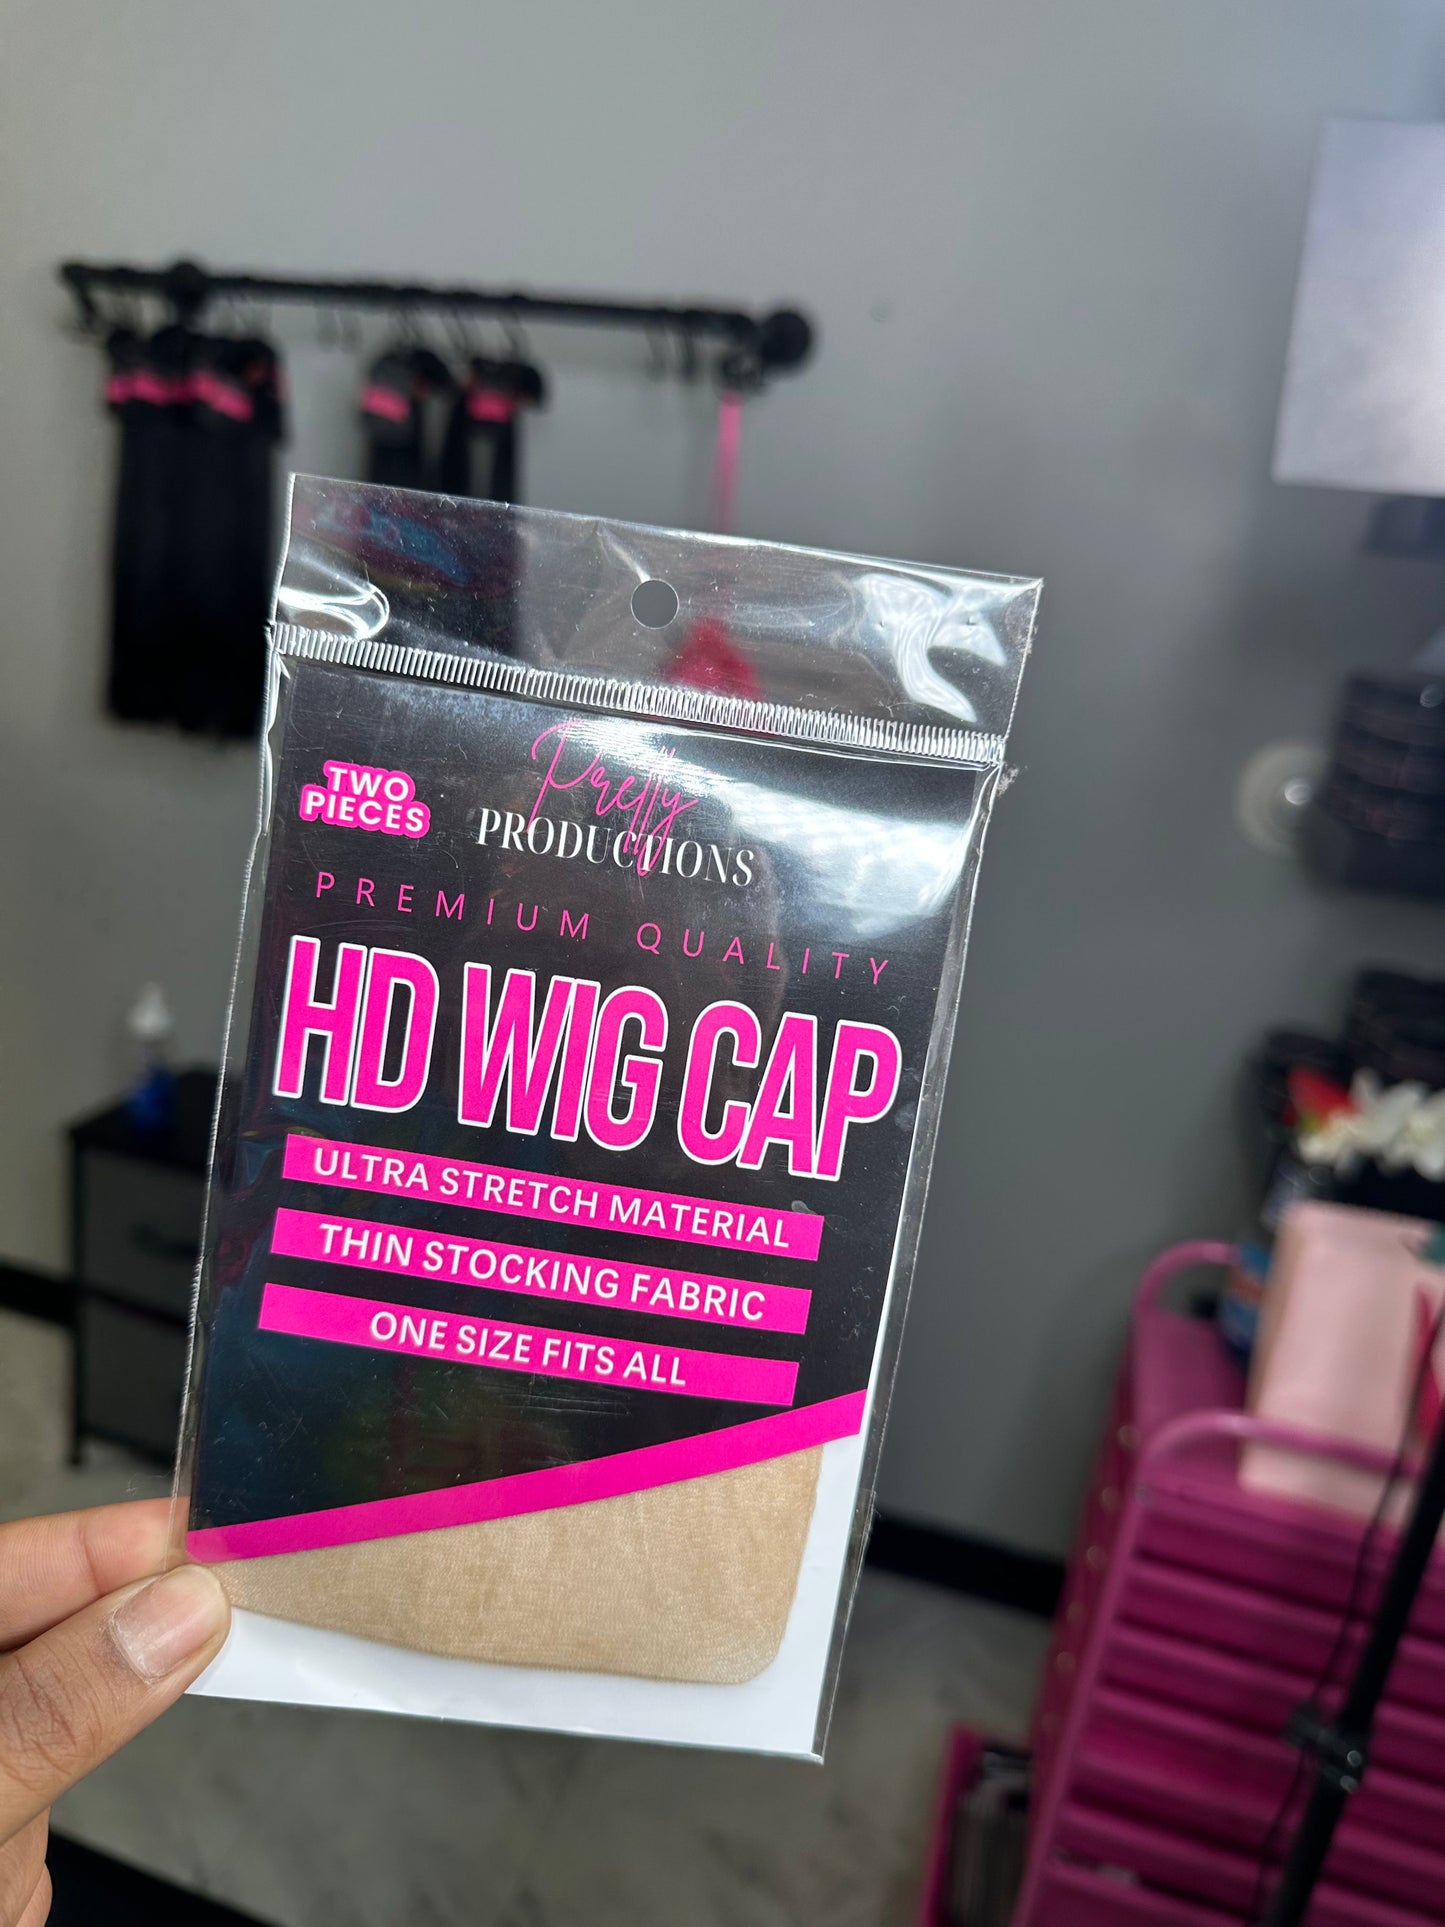 TWO
PIECES
Pretty
PRODUCTIONS
PREMIUM QUALITY
HD WIG CAP
ULTRA STRETCH MATERIAL
THIN STOCKING FABRIC
ONE SIZE FITS ALL